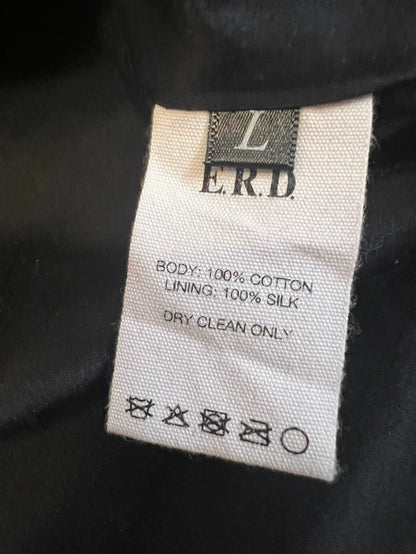 L
E.R.D.
BODY: 100% COTTON
LINING: 100% SILK
DRY CLEAN ONLY